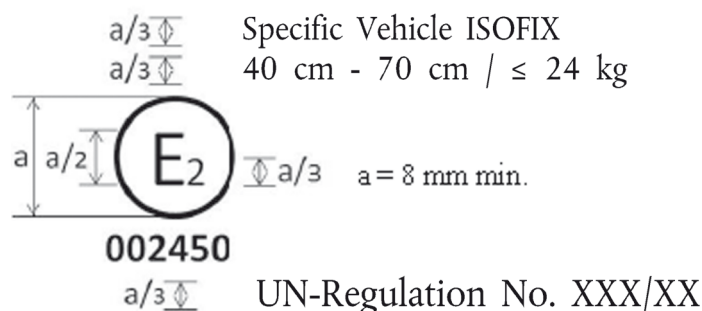 a/3 Specific Vehicle ISOFIX
a/3 40 cm - 70 cm / ≤ 24 kg
a a/2 E2 a/3 a = 8 mm min.
002450
a/3 UN-Regulation No. XXX/XX